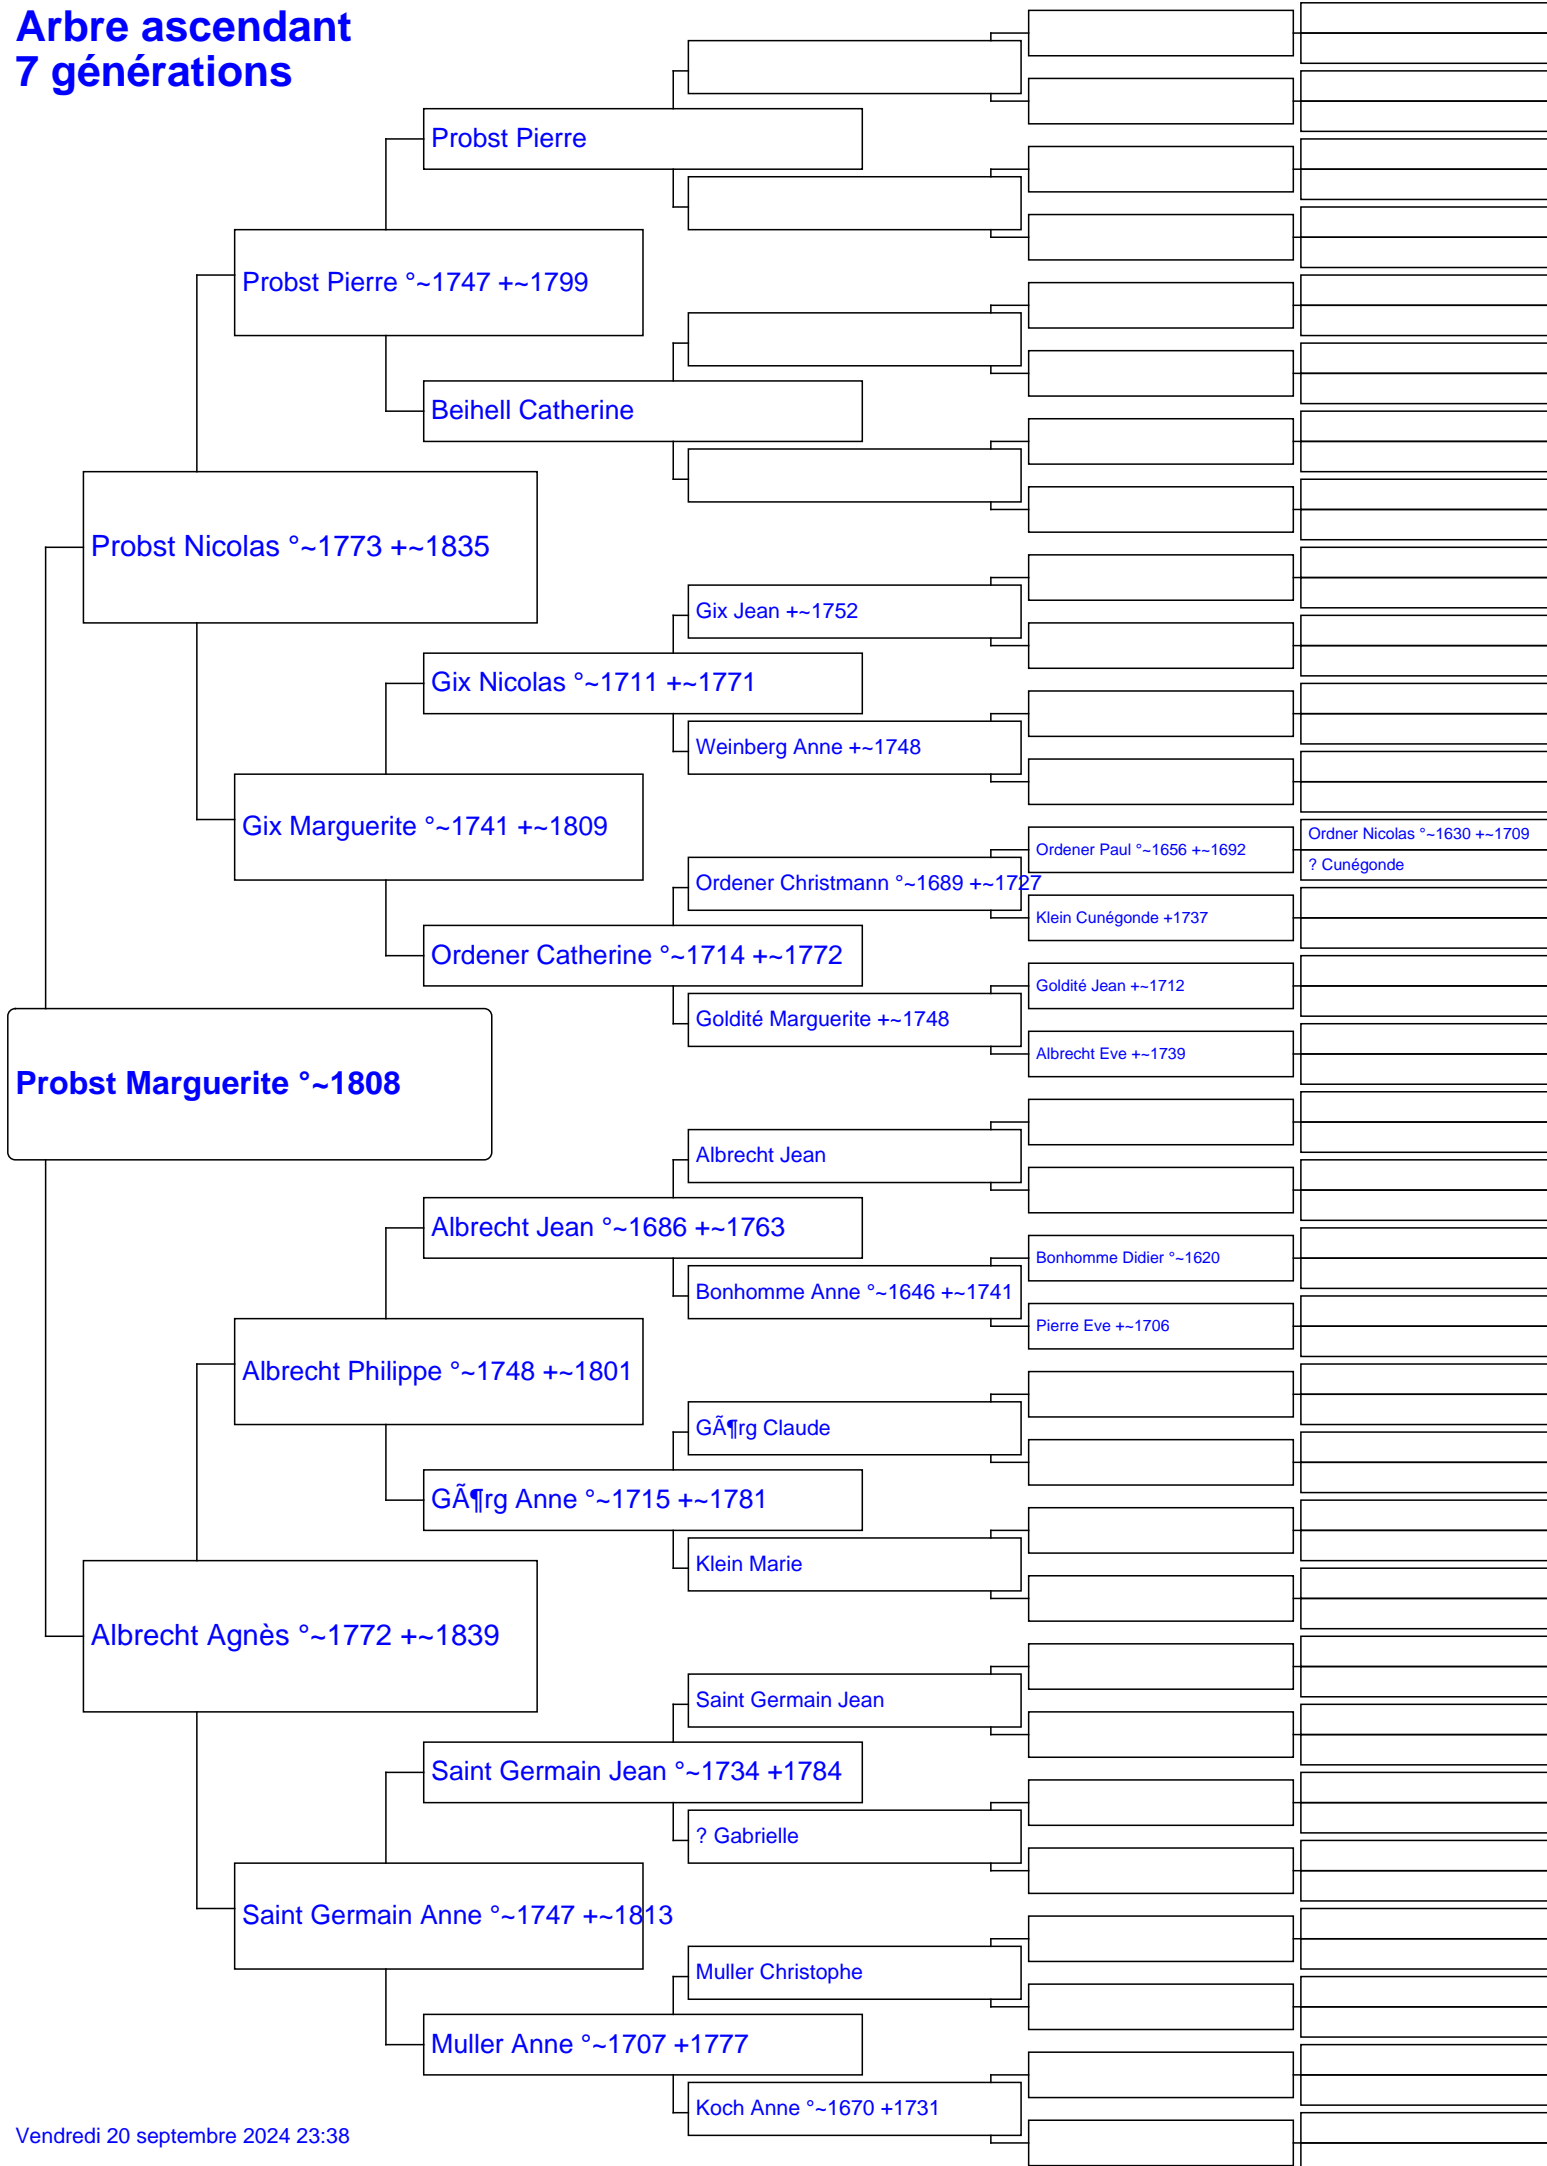 Arbre ascendant
7 générations
Probst Pierre
Probst Pierre °~1747 +~1799
Beihell Catherine
Probst Nicolas °~1773 +~1835
Gix Jean +~1752
Gix Nicolas °~1711 +~1771
Weinberg Anne +~1748
Gix Marguerite °~1741 +~1809
Ordner Nicolas °~1630 +~1709
Ordener Paul °~1656 +~1692
? Cunégonde
Ordener Christmann °~1689 +~1727
Klein Cunégonde +1737
Ordener Catherine °~1714 +~1772
Goldité Jean +~1712
Goldité Marguerite +~1748
Albrecht Eve +~1739
Probst Marguerite °~1808
Albrecht Jean
Albrecht Jean °~1686 +~1763
Bonhomme Didier °~1620
Bonhomme Anne °~1646 +~1741
Pierre Eve +~1706
Albrecht Philippe °~1748 +~1801
GÃ¶rg Claude
GÃ¶rg Anne °~1715 +~1781
Klein Marie
Albrecht Agnès °~1772 +~1839
Saint Germain Jean
Saint Germain Jean °~1734 +1784
? Gabrielle
Saint Germain Anne °~1747 +~1813
Muller Christophe
Muller Anne °~1707 +1777
Koch Anne °~1670 +1731
Vendredi 20 septembre 2024 23:38